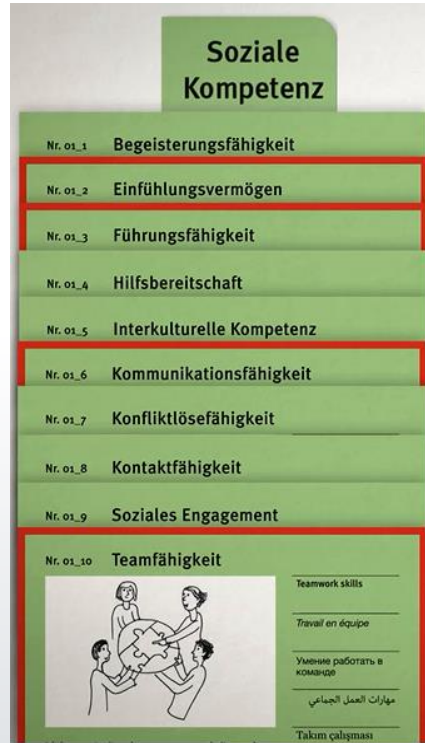 Soziale
Kompetenz
Nr. 01_1 Begeisterungsfähigkeit
Nr. 01_2 Einfühlungsvermögen
Nr. 01_3 Führungsfähigkeit
Nr. 01_4 Hilfsbereitschaft
Nr. 01_5 Interkulturelle Kompetenz
Nr. 01_6 Kommunikationsfähigkeit
Nr. 01_7 Konfliktlösefähigkeit
Nr. 01_8 Kontaktfähigkeit
Nr. 01_9 Soziales Engagement
Nr. 01_10 Teamfähigkeit
Teamwork skills
Travail en équipe
Умение работать в
команде
مهارات العمل الجماعي
Takım çalışması